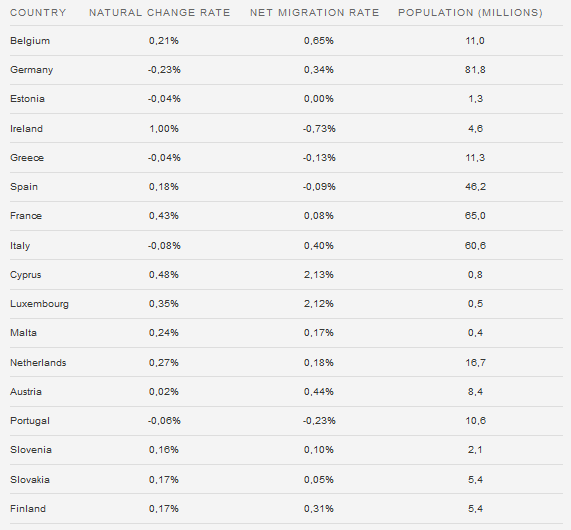 COUNTRY NATURAL CHANGE RATE NET MIGRATION RATE POPULATION (MILLIONS)
Belgium 0,21% 0,65% 11,0
Germany -0,23% 0,34% 81,8
Estonia -0,04% 0,00% 1,3
Ireland 1,00% -0,73% 4,6
Greece -0,04% -0,13% 11,3
Spain 0,18% -0,09% 46,2
France 0,43% 0,08% 65,0
Italy -0,08% 0,40% 60,6
Cyprus 0,48% 2,13% 0,8
Luxembourg 0,35% 2,12% 0,5
Malta 0,24% 0,17% 0,4
Netherlands 0,27% 0,18% 16,7
Austria 0,02% 0,44% 8,4
Portugal -0,06% -0,23% 10,6
Slovenia 0,16% 0,10% 2,1
Slovakia 0,17% 0,05% 5,4
Finland 0,17% 0,31% 5,4